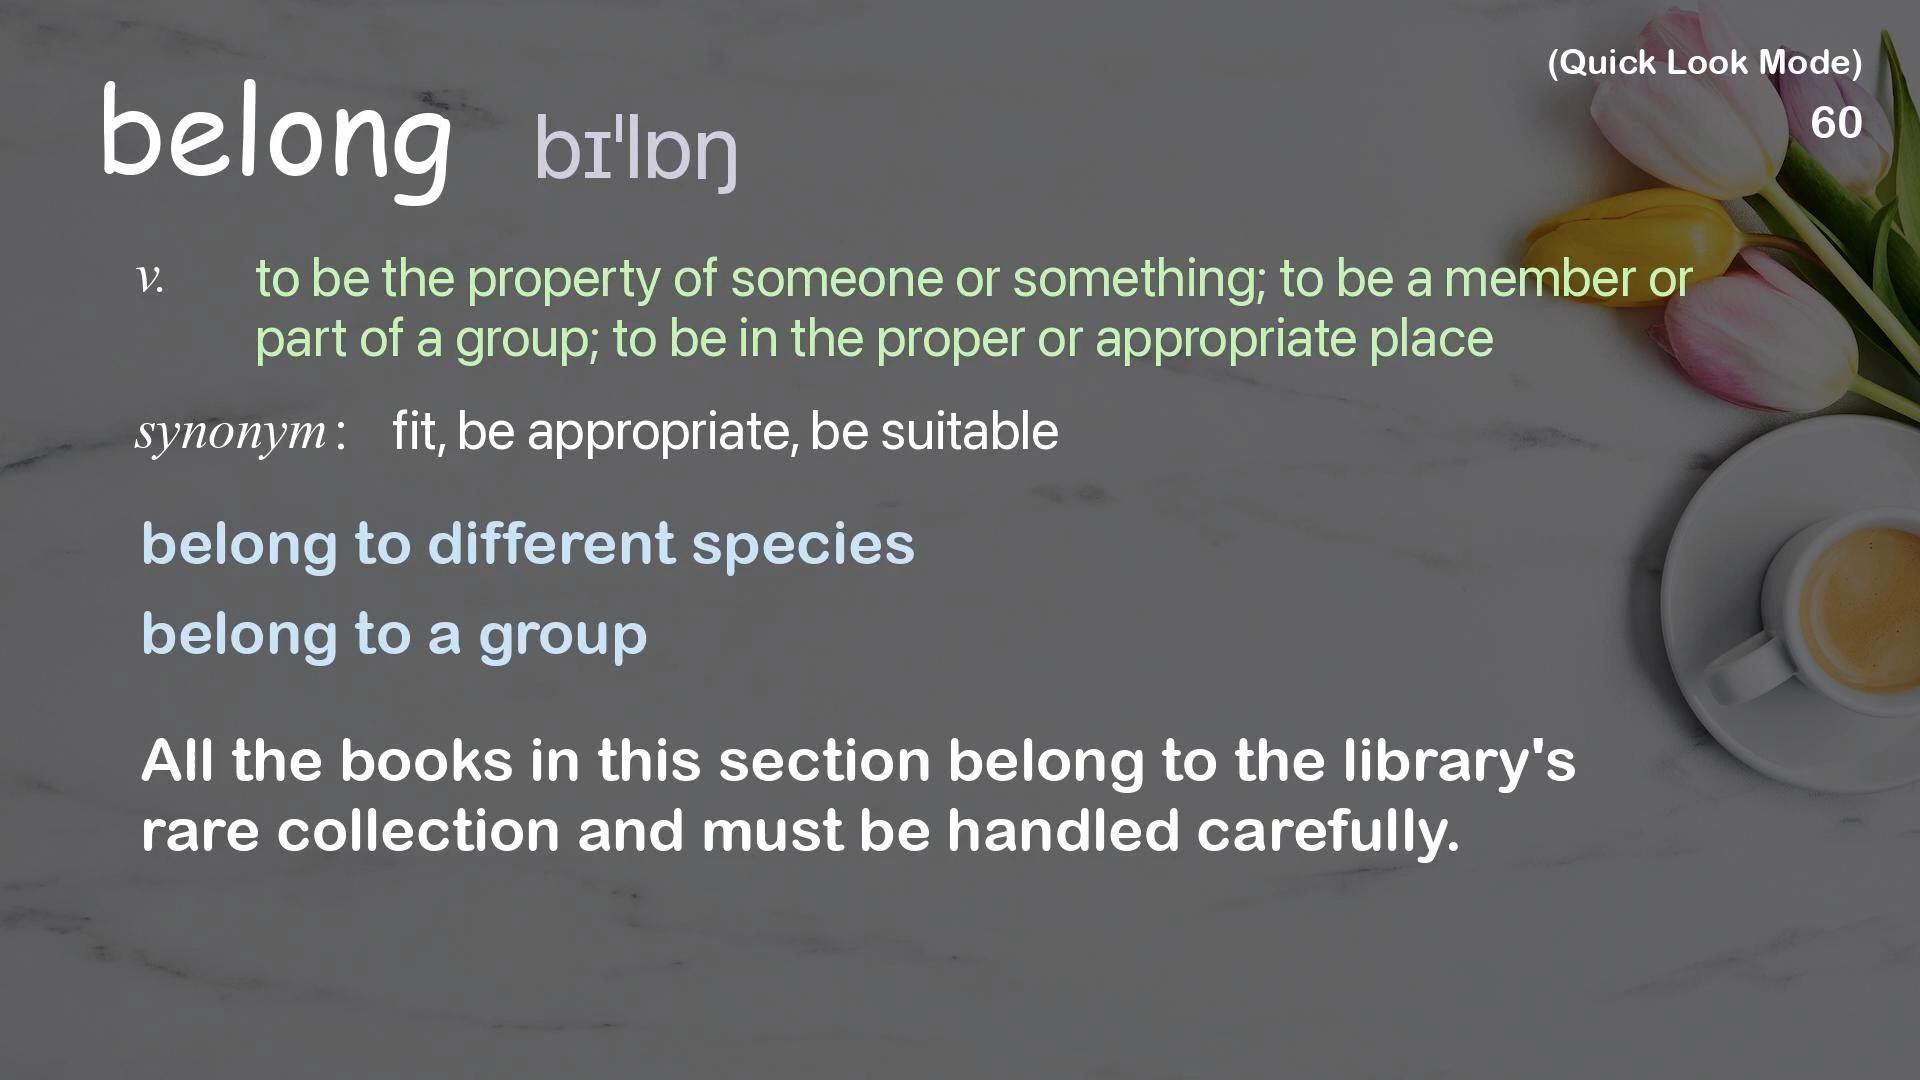 (Quick Look Mode)
60
belong bɪˈlɒŋ
v. to be the property of someone or something; to be a member or
part of a group; to be in the proper or appropriate place
synonym: fit, be appropriate, be suitable
belong to different species
belong to a group
All the books in this section belong to the library's
rare collection and must be handled carefully.